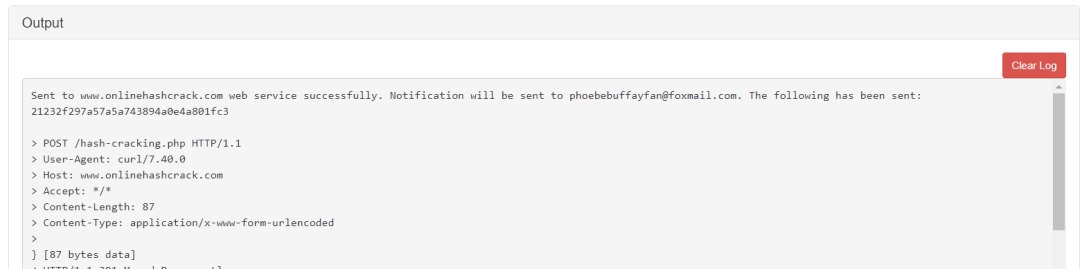 Output
Clear Log
Sent to www.onlinehashcrack.com web service successfully. Notification will be sent to phoebebuffayfan@foxmail.com. The following has been sent:
21232f297a57a5a743894a0e4a801fc3
> POST /hash-cracking.php HTTP/1.1
> User-Agent: curl/7.40.0
> Host: www.onlinehashcrack.com
> Accept: */*
> Content-Length: 87
> Content-Type: application/x-www-form-urlencoded
>
} [87 bytes data]